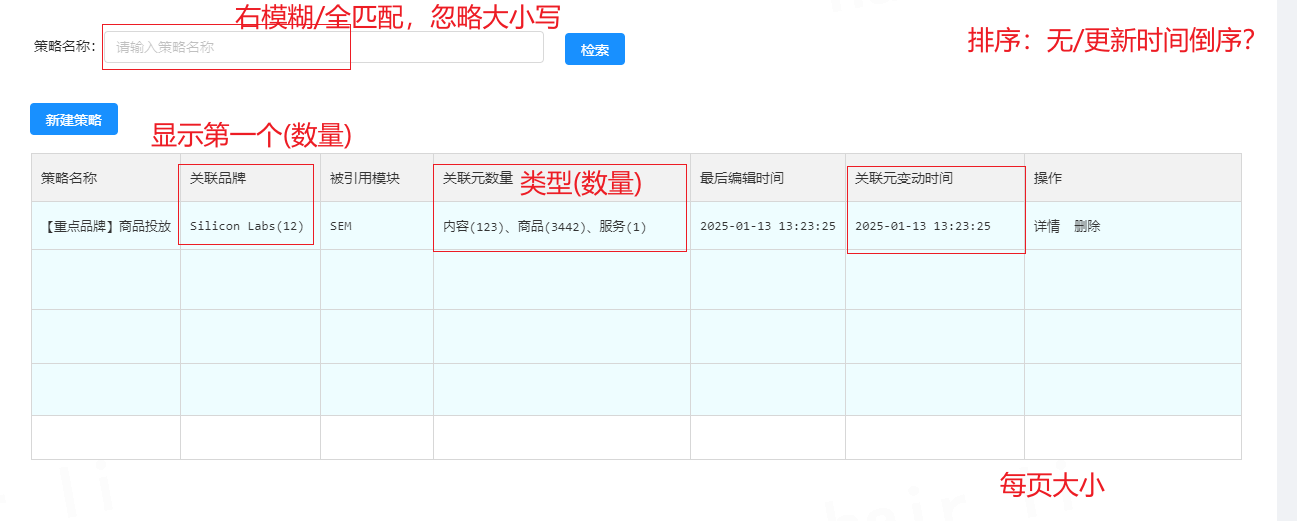 右模糊/全匹配，忽略大小写
排序：无/更新时间倒序?
策略名称: 请输入策略名称 检索
新建策略
显示第一个(数量)
策略名称 关联品牌 被引用模块 关联元数量 类型(数量) 最后编辑时间 关联元变动时间 操作
【重点品牌】商品投放 Silicon Labs(12) SEM 内容(123)、商品(3442)、服务(1) 2025-01-13 13:23:25 2025-01-13 13:23:25 详情 删除
每页大小
li
hair